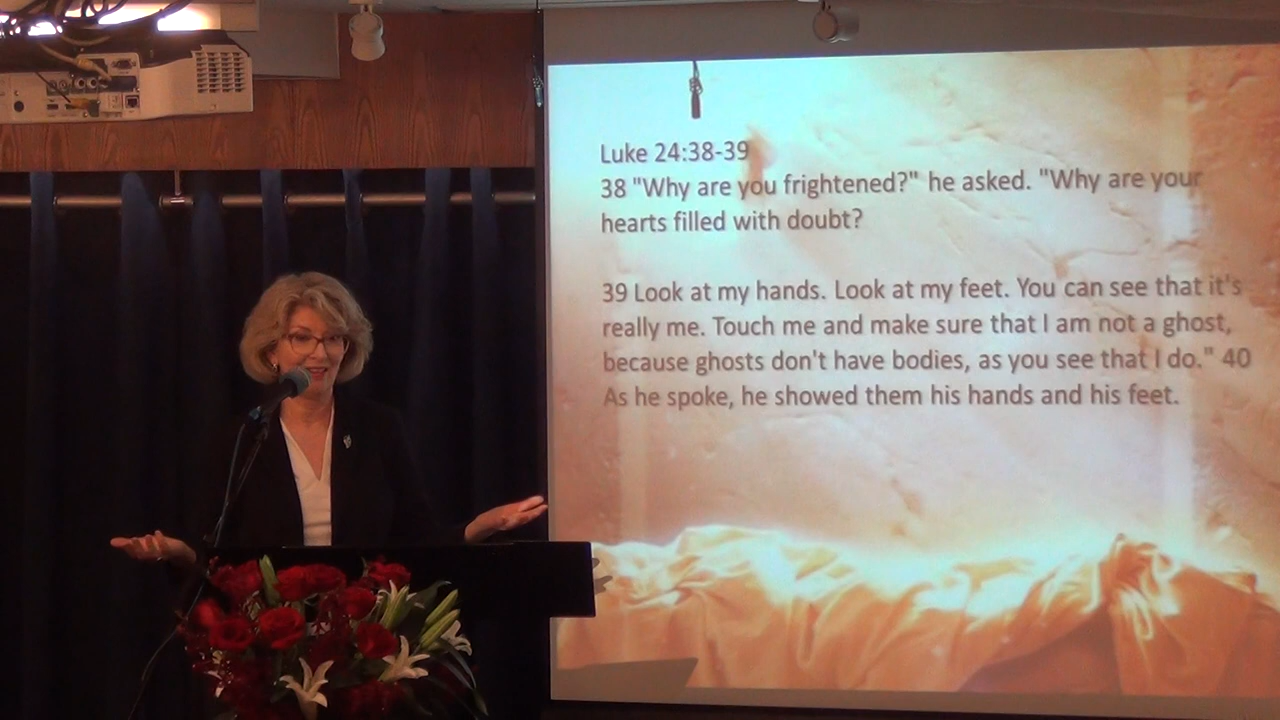 Luke 24:38-39
38 "Why are you frightened?" he asked. "Why are your
hearts filled with doubt?
39 Look at my hands. Look at my feet. You can see that it's
really me. Touch me and make sure that I am not a ghost,
because ghosts don't have bodies, as you see that I do." 40
As he spoke, he showed them his hands and his feet.